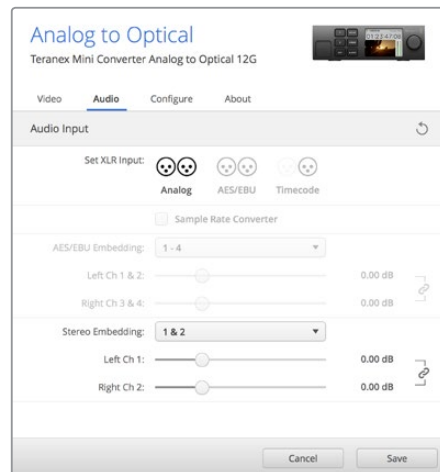 Analog to Optical
Teranex Mini Converter Analog to Optical 12G
Video Audio Configure About
Audio Input
Set XLR Input:
Analog AES/EBU Timecode
Sample Rate Converter
AES/EBU Embedding: 1 - 4
Left Ch 1 & 2: 0.00 dB
Right Ch 3 & 4: 0.00 dB
Stereo Embedding: 1 & 2
Left Ch 1: 0.00 dB
Right Ch 2: 0.00 dB
Cancel Save